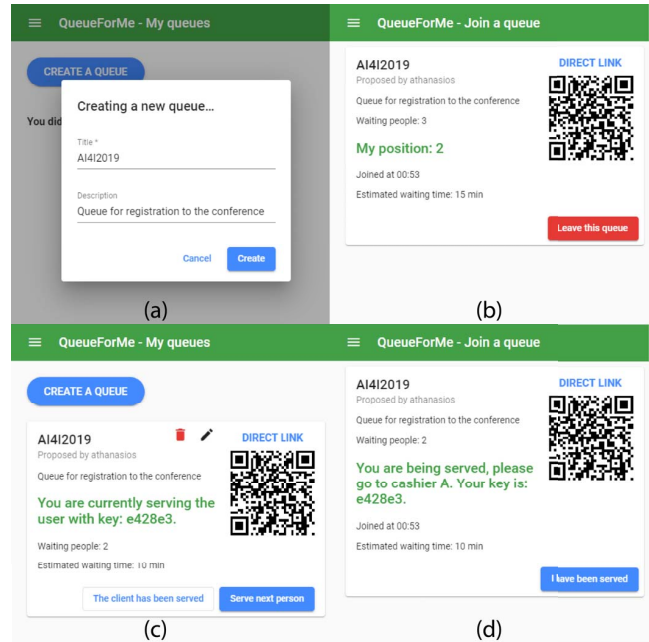 QueueForMe - My queues
CREATE A QUEUE
You did
Creating a new queue...
Title *
AI4I2019
Description
Queue for registration to the conference
Cancel
Create
(a)
QueueForMe - Join a queue
AI4I2019
DIRECT LINK
Proposed by athanasios
Queue for registration to the conference
Waiting people: 3
My position: 2
Joined at 00:53
Estimated waiting time: 15 min
Leave this queue
(b)
QueueForMe - My queues
CREATE A QUEUE
AI4I2019
DIRECT LINK
Proposed by athanasios
Queue for registration to the conference
You are currently serving the
user with key: e428e3.
Waiting people: 2
Estimated waiting time: 10 min
The client has been served
Serve next person
(c)
QueueForMe - Join a queue
AI4I2019
DIRECT LINK
Proposed by athanasios
Queue for registration to the conference
Waiting people: 2
You are being served, please
go to cashier A. Your key is:
e428e3.
Joined at 00:53
Estimated waiting time: 10 min
I have been served
(d)